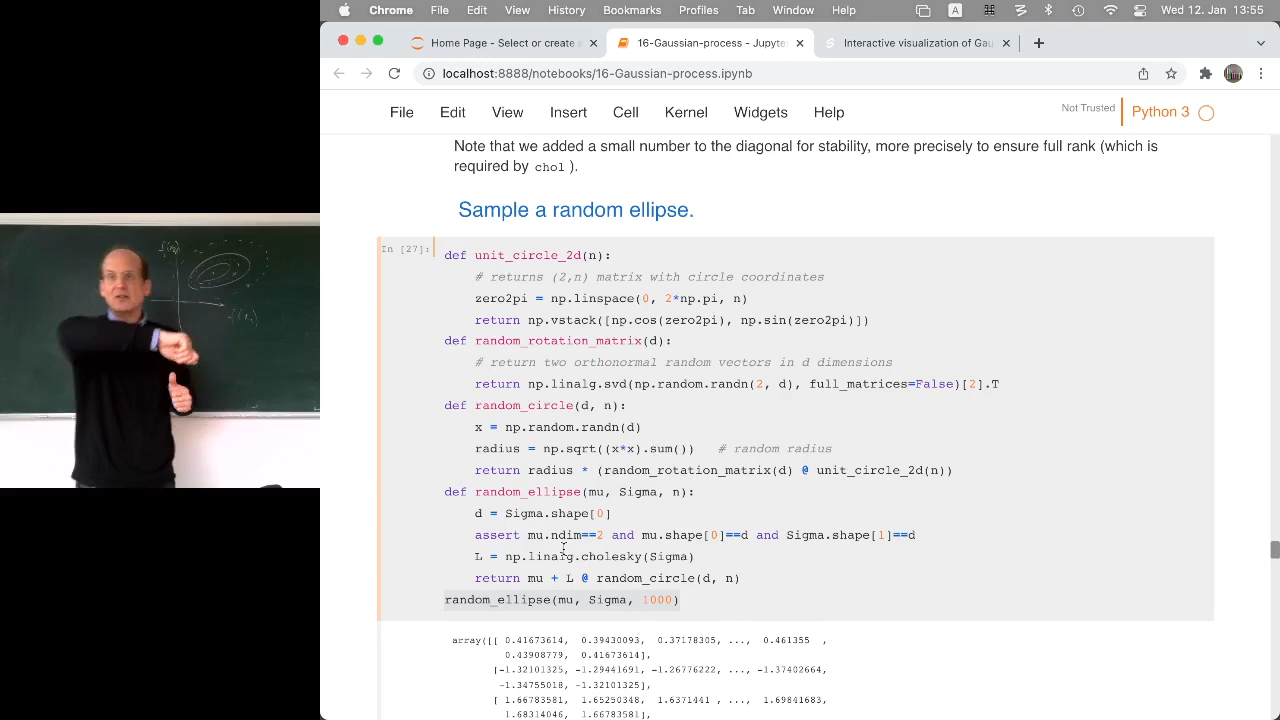 Chrome File Edit View History Bookmarks Profiles Tab Window Help A Wed 12. Jan 13:55
Home Page - Select or create a
16-Gaussian-process - Jupyte
Interactive visualization of Gau
localhost:8888/notebooks/16-Gaussian-process.ipynb
File Edit View Insert Cell Kernel Widgets Help Not Trusted Python 3
Note that we added a small number to the diagonal for stability, more precisely to ensure full rank (which is
required by chol ).
Sample a random ellipse.
In [27]:
def unit_circle_2d(n):
# returns (2,n) matrix with circle coordinates
zero2pi = np.linspace(0, 2*np.pi, n)
return np.vstack([np.cos(zero2pi), np.sin(zero2pi)])
def random_rotation_matrix(d):
# return two orthonormal random vectors in d dimensions
return np.linalg.svd(np.random.randn(2, d), full_matrices=False)[2].T
def random_circle(d, n):
x = np.random.randn(d)
radius = np.sqrt((x*x).sum()) # random radius
return radius * (random_rotation_matrix(d) @ unit_circle_2d(n))
def random_ellipse(mu, Sigma, n):
d = Sigma.shape[0]
assert mu.ndim==2 and mu.shape[0]==d and Sigma.shape[1]==d
L = np.linalg.cholesky(Sigma)
return mu + L @ random_circle(d, n)
random_ellipse(mu, Sigma, 1000)
array([[ 0.41673614, 0.39430093, 0.37178305, ..., 0.461355 ,
0.43908779, 0.41673614],
[-1.32101325, -1.29441691, -1.26776222, ..., -1.37402664,
-1.34755018, -1.32101325],
[ 1.66783581, 1.65250348, 1.6371441 , ..., 1.69841683,
1.68314046, 1.66783581],